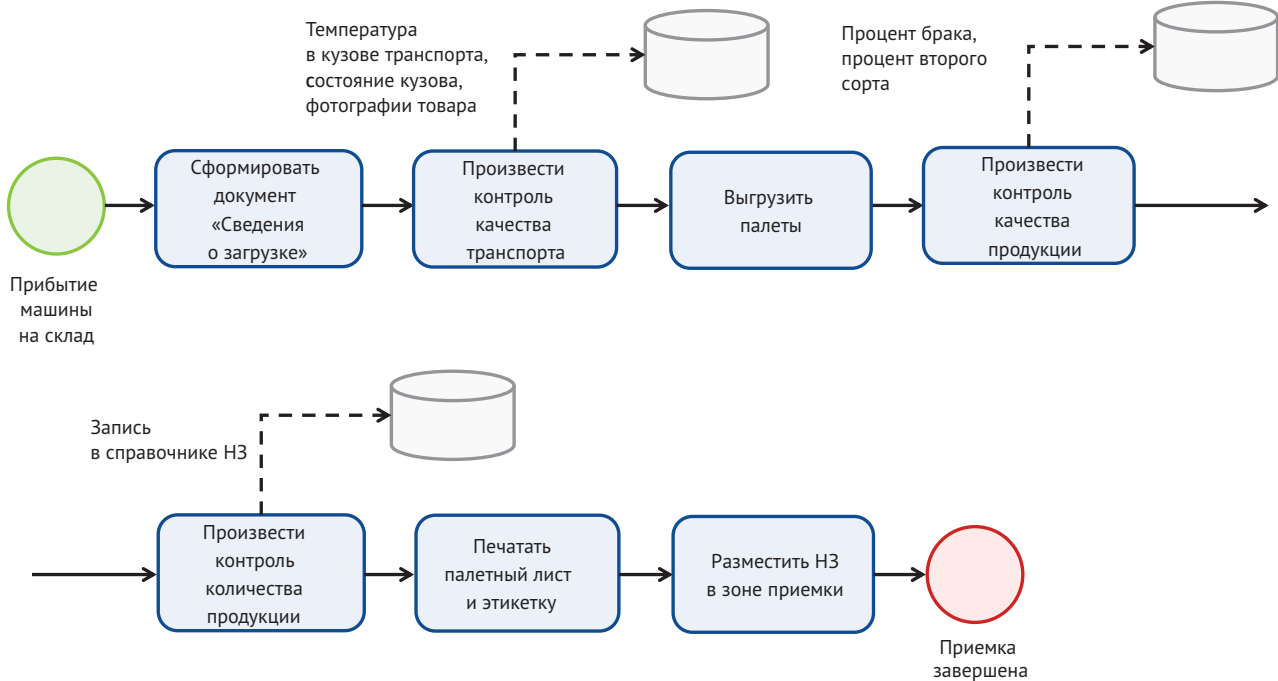 Температура
в кузове транспорта,
состояние кузова,
фотографии товара
Процент брака,
процент второго
сорта
Прибытие
машины
на склад
Сформировать
документ
«Сведения
о загрузке»
Произвести
контроль
качества
транспорта
Выгрузить
палеты
Произвести
контроль
качества
продукции
Запись
в справочнике НЗ
Произвести
контроль
количества
продукции
Печатать
палетный лист
и этикетку
Разместить НЗ
в зоне приемки
Приемка
завершена